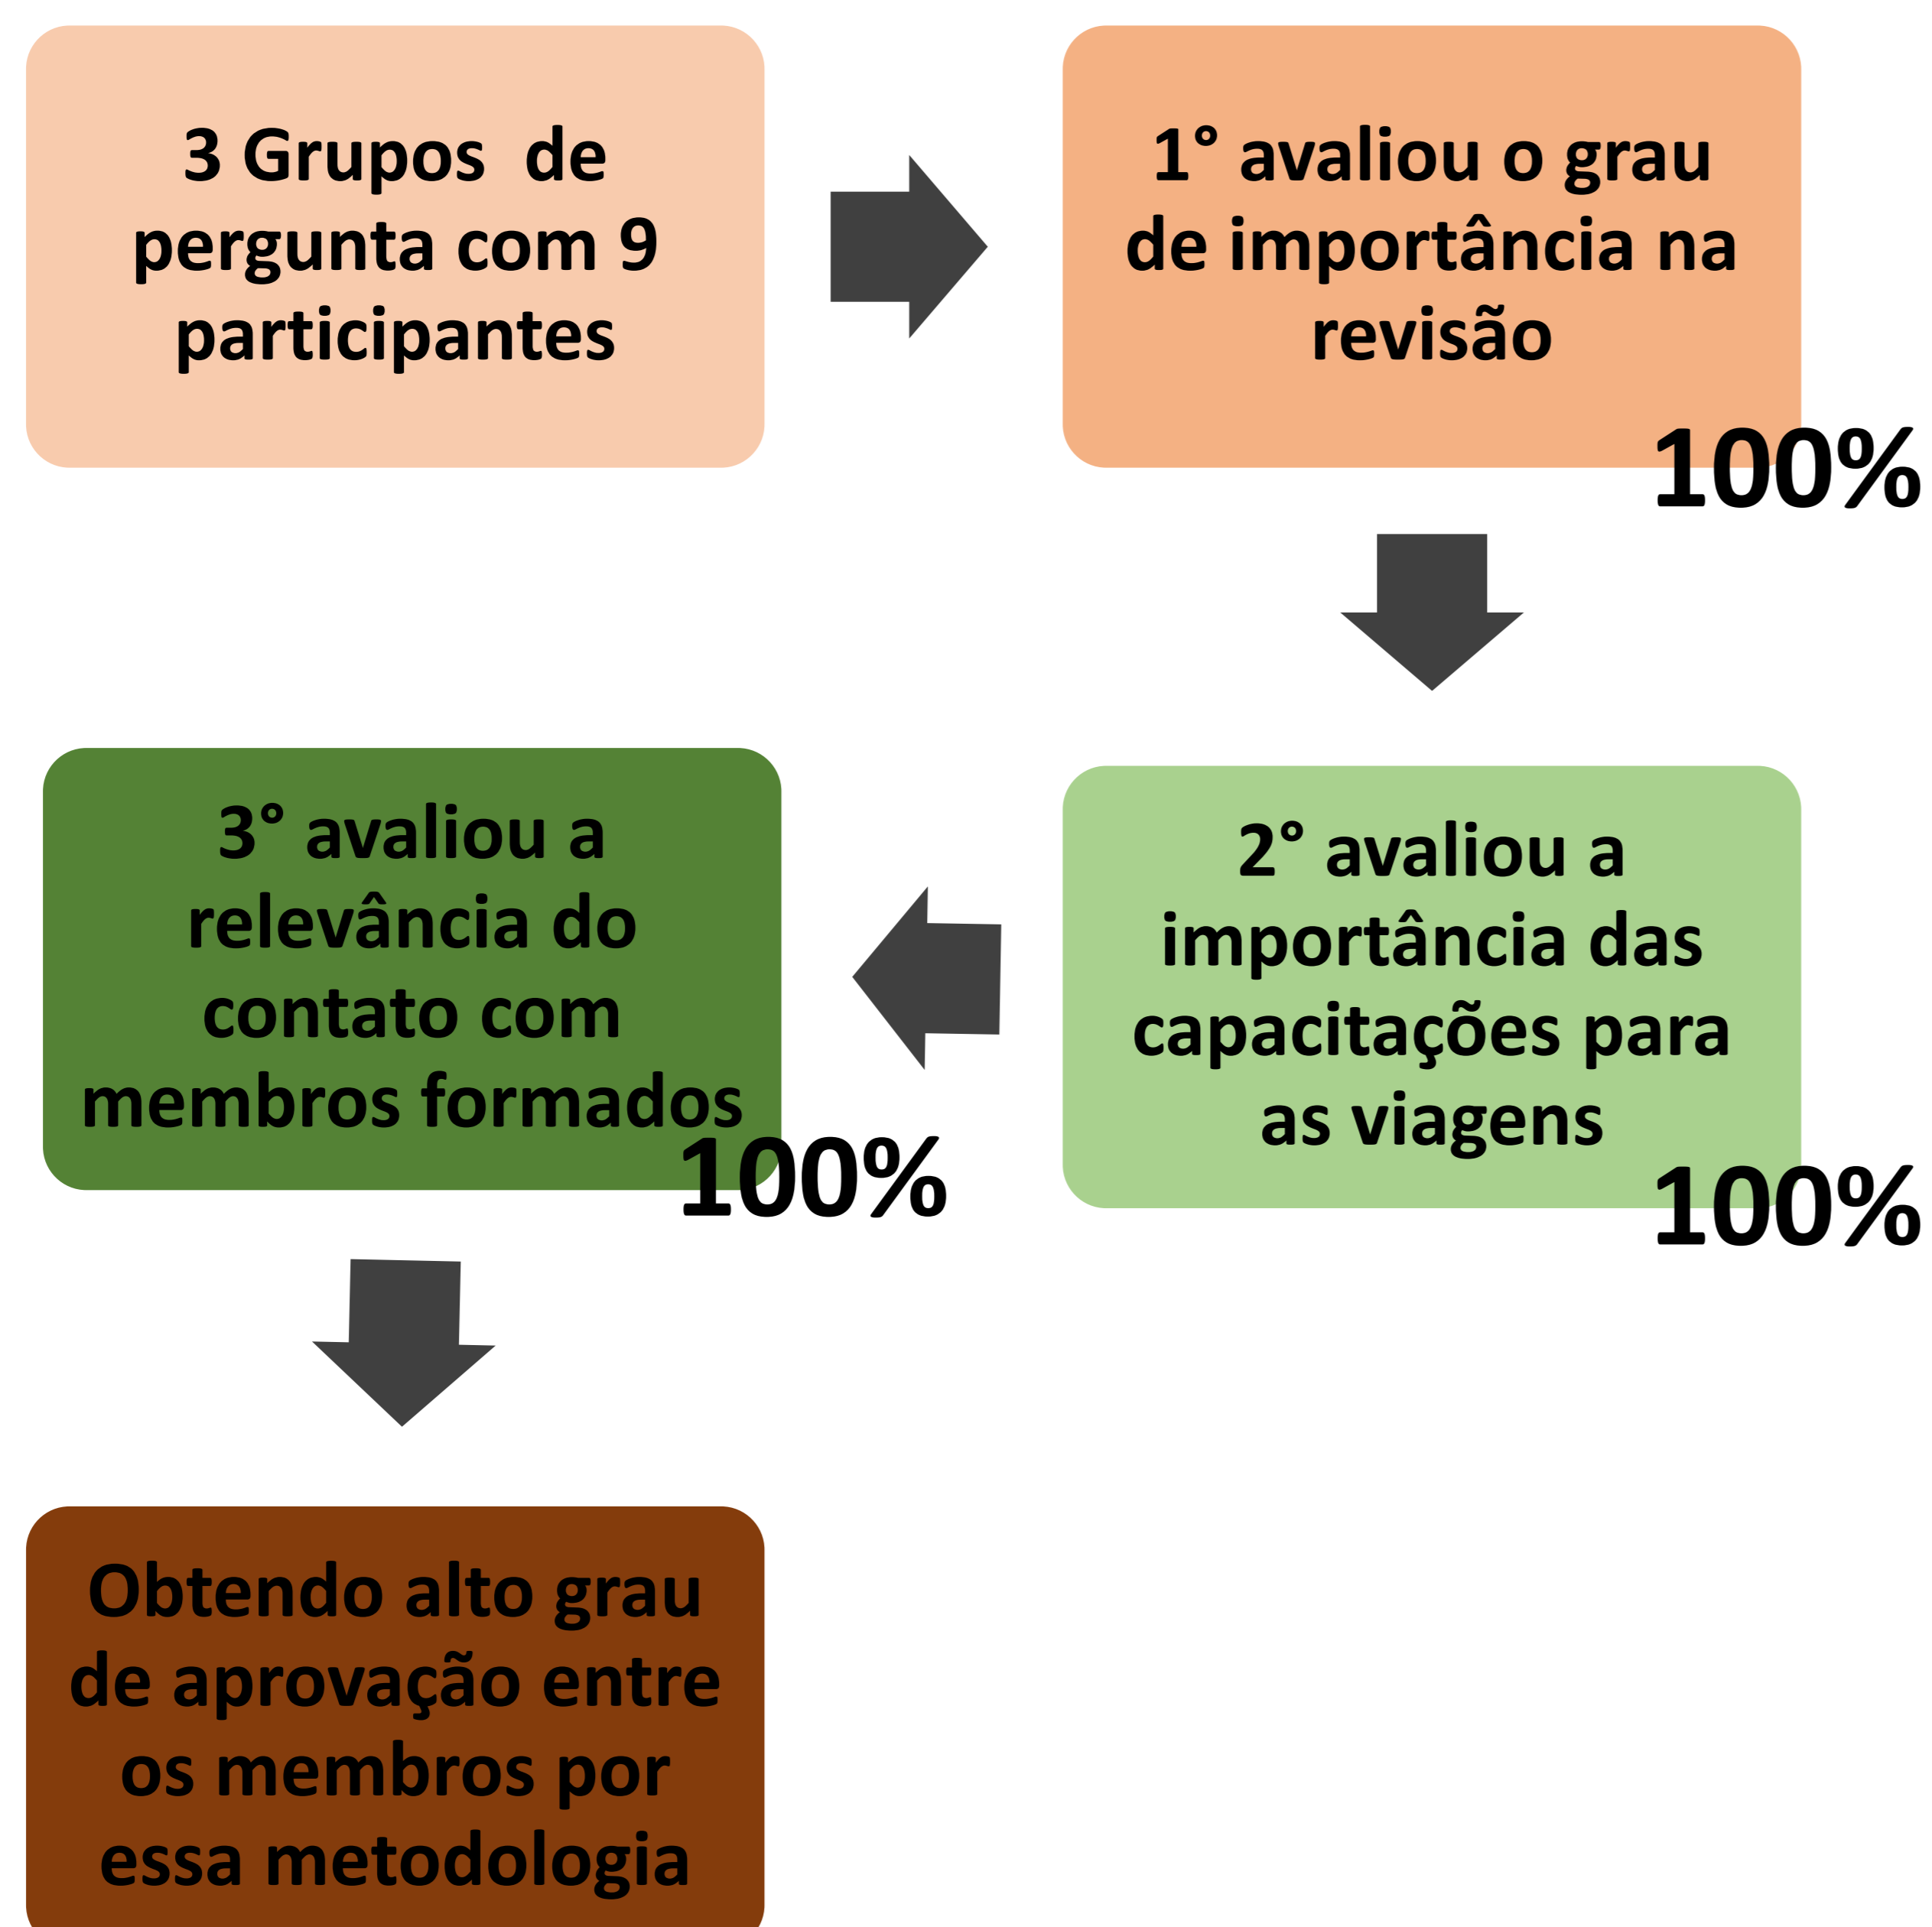 3 Grupos de
pergunta com 9
participantes
1° avaliou o grau
de importância na
revisão
100%
2° avaliou a
importância das
capacitações para
as viagens
100%
3° avaliou a
relevância do
contato com
membros formados
100%
Obtendo alto grau
de aprovação entre
os membros por
essa metodologia